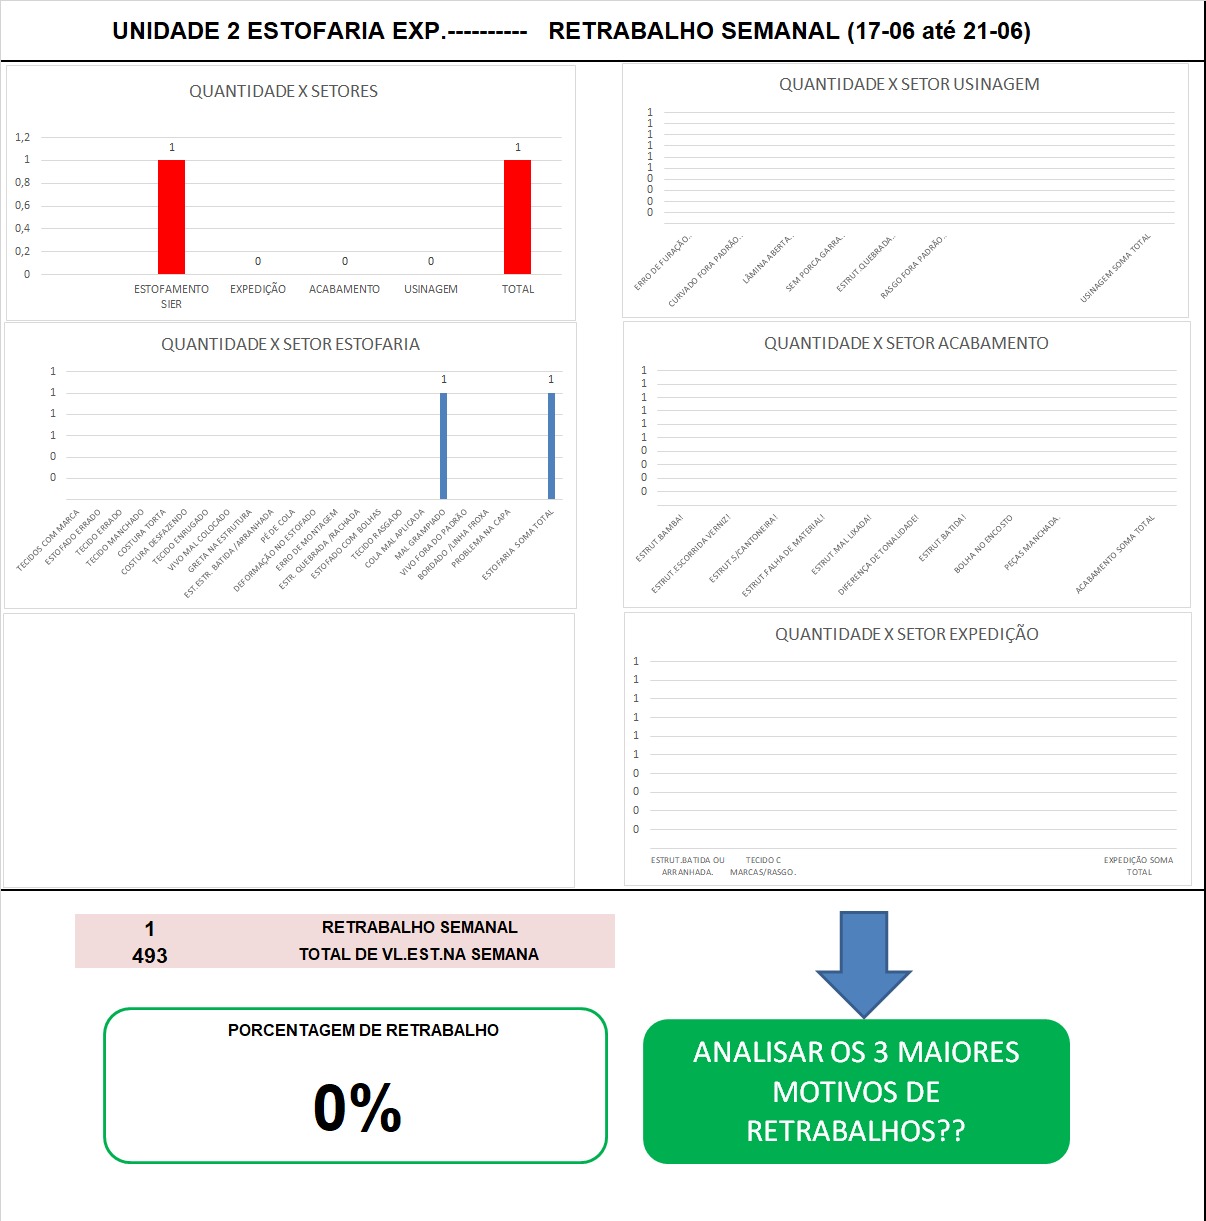 UNIDADE 2 ESTOFARIA EXP.----------   RETRABALHO SEMANAL (17-06 até 21-06)
QUANTIDADE X SETORES
1,2
1
0,8
0,6
0,4
0,2
0
1
0
0
0
1
ESTOFAMENTO
SIER
EXPEDIÇÃO
ACABAMENTO
USINAGEM
TOTAL
QUANTIDADE X SETOR USINAGEM
1
1
1
1
1
1
0
0
0
0
ERRO DE FURAÇÃO..
CURVADO FORA PADRÃO..
LÂMINA ABERTA..
SEM PORCA GARRA..
ESTRUT.QUEBRADA..
RASGO FORA PADRÃO..
USINAGEM SOMA TOTAL
QUANTIDADE X SETOR ESTOFARIA
1
1
1
1
0
0
1
1
TECIDOS COM MARCA
ESTOFADO ERRADO
TECIDO ERRADO
TECIDO MANCHADO
COSTURA TORTA
COSTURA DESFAZENDO
TECIDO ENRUGADO
VIVO MAL COLOCADO
GRETA NA ESTRUTURA
EST.ESTR. BATIDA /ARRANHADA
PÉ DE COLA
DEFORMAÇÃO NO ESTOFADO
ERRO DE MONTAGEM
ESTR. QUEBRADA /RACHADA
ESTOFADO COM BOLHAS
TECIDO RASGADO
COLA MAL APLICADA
MAL GRAMPIADO
VIVO FORA DO PADRÃO
BORDADO /LINHA FROXA
PROBLEMA NA CAPA
ESTOFARIA SOMA TOTAL
QUANTIDADE X SETOR ACABAMENTO
1
1
1
1
1
1
0
0
0
0
ESTRUT.BAMBA!
ESTRUT.ESCORRIDA VERNIZ!
ESTRUT.S/CANTONEIRA!
ESTRUT.FALHA DE MATERIAL!
ESTRUT.MAL LIXADA!
DIFERENÇA DE TONALIDADE!
ESTRUT.BATIDA!
BOLHA NO ENCOSTO
PEÇAS MANCHADA.
ACABAMENTO SOMA TOTAL
QUANTIDADE X SETOR EXPEDIÇÃO
1
1
1
1
1
1
0
0
0
0
ESTRUT.BATIDA OU
ARRANHADA.
TECIDO C
MARCAS/RASGO.
EXPEDIÇÃO SOMA
TOTAL
1 RETRABALHO SEMANAL
493 TOTAL DE VL.EST.NA SEMANA
PORCENTAGEM DE RETRABALHO
0%
ANALISAR OS 3 MAIORES
MOTIVOS DE
RETRABALHOS??